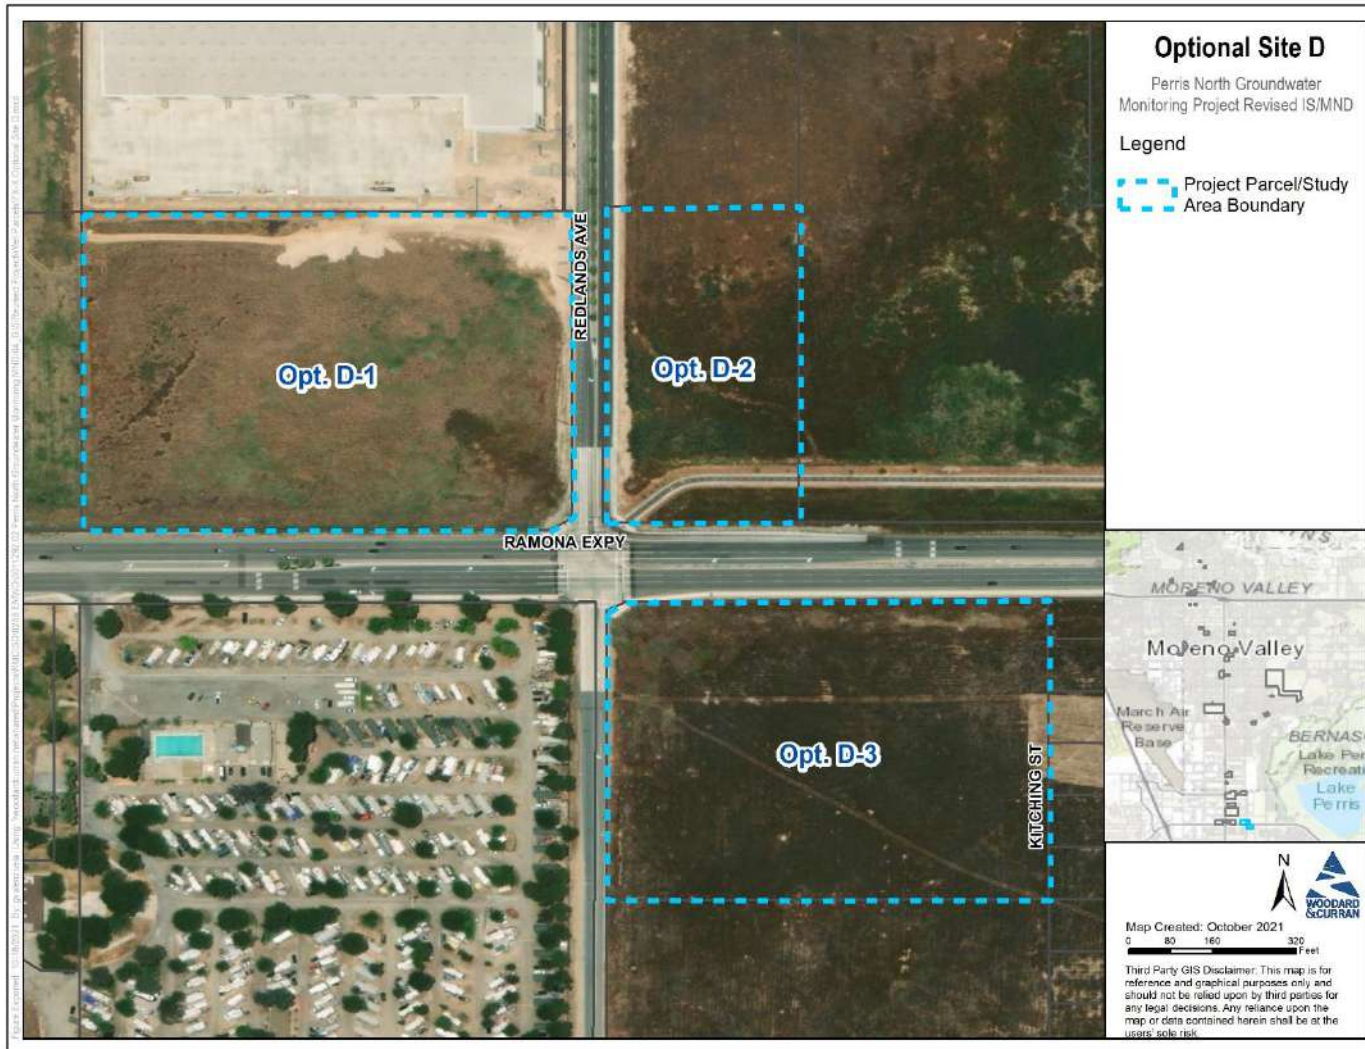 Optional Site D
Perris North Groundwater
Monitoring Project Revised IS/MND
Legend
Project Parcel/Study
Area Boundary
REDLANDS AVE
Opt. D-1
Opt. D-2
RAMONA EXPY
Opt. D-3
KITCHING ST
MORENO VALLEY
Moreno Valley
March Air
Reserve
Base
Lake Per
Recreati
Lake
Perris
N
WOODARD
&CURRAN
Map Created: October 2021
0 80 160 320
Feet
Third Party GIS Disclaimer: This map is for
reference and graphical purposes only and
should not be relied upon by third parties for
any legal decisions. Any reliance upon the
map or data contained herein shall be at the
users' sole risk.